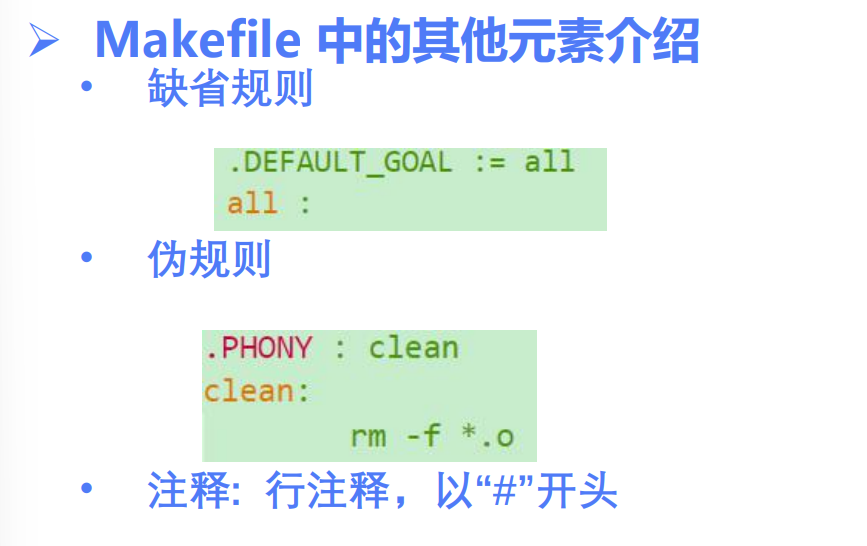 Makefile 中的其他元素介绍
缺省规则
.DEFAULT_GOAL := all
all :
伪规则
.PHONY : clean
clean:
rm -f *.o
注释: 行注释，以“#”开头